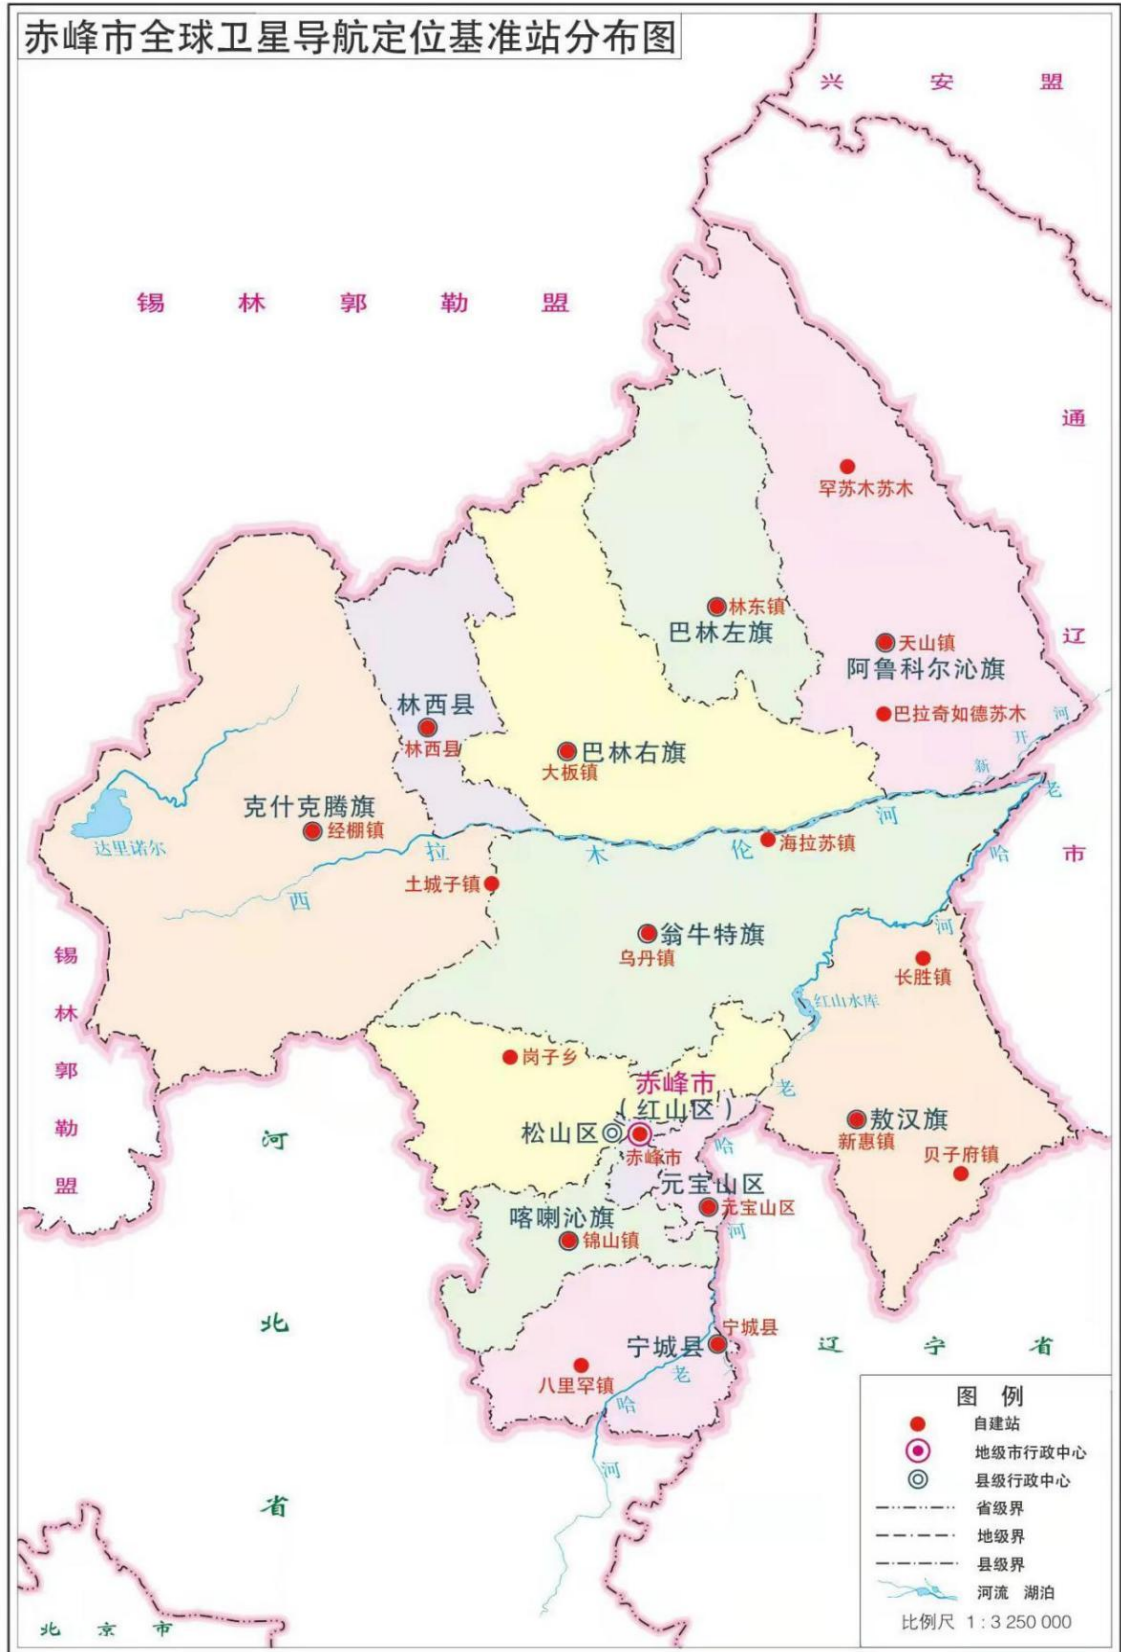 赤峰市全球卫星导航定位基准站分布图
兴安盟
锡林郭勒盟
通辽市
罕苏木苏木
林东镇
巴林左旗
天山镇
阿鲁科尔沁旗
巴拉奇如德苏木
新开河
林西县
林西县
巴林右旗
大板镇
克什克腾旗
经棚镇
达里诺尔
西拉木伦河
海拉苏镇
老哈河
土城子镇
翁牛特旗
乌丹镇
长胜镇
红山水库
锡林郭勒盟
岗子乡
赤峰市
(红山区)
松山区
赤峰市
老哈河
敖汉旗
新惠镇
贝子府镇
元宝山区
元宝山区
喀喇沁旗
锦山镇
宁城县
宁城县
八里罕镇
老哈河
河北省
辽宁省
北京市
图例
自建站
地级市行政中心
县级行政中心
省级界
地级界
县级界
河流 湖泊
比例尺 1:3 250 000